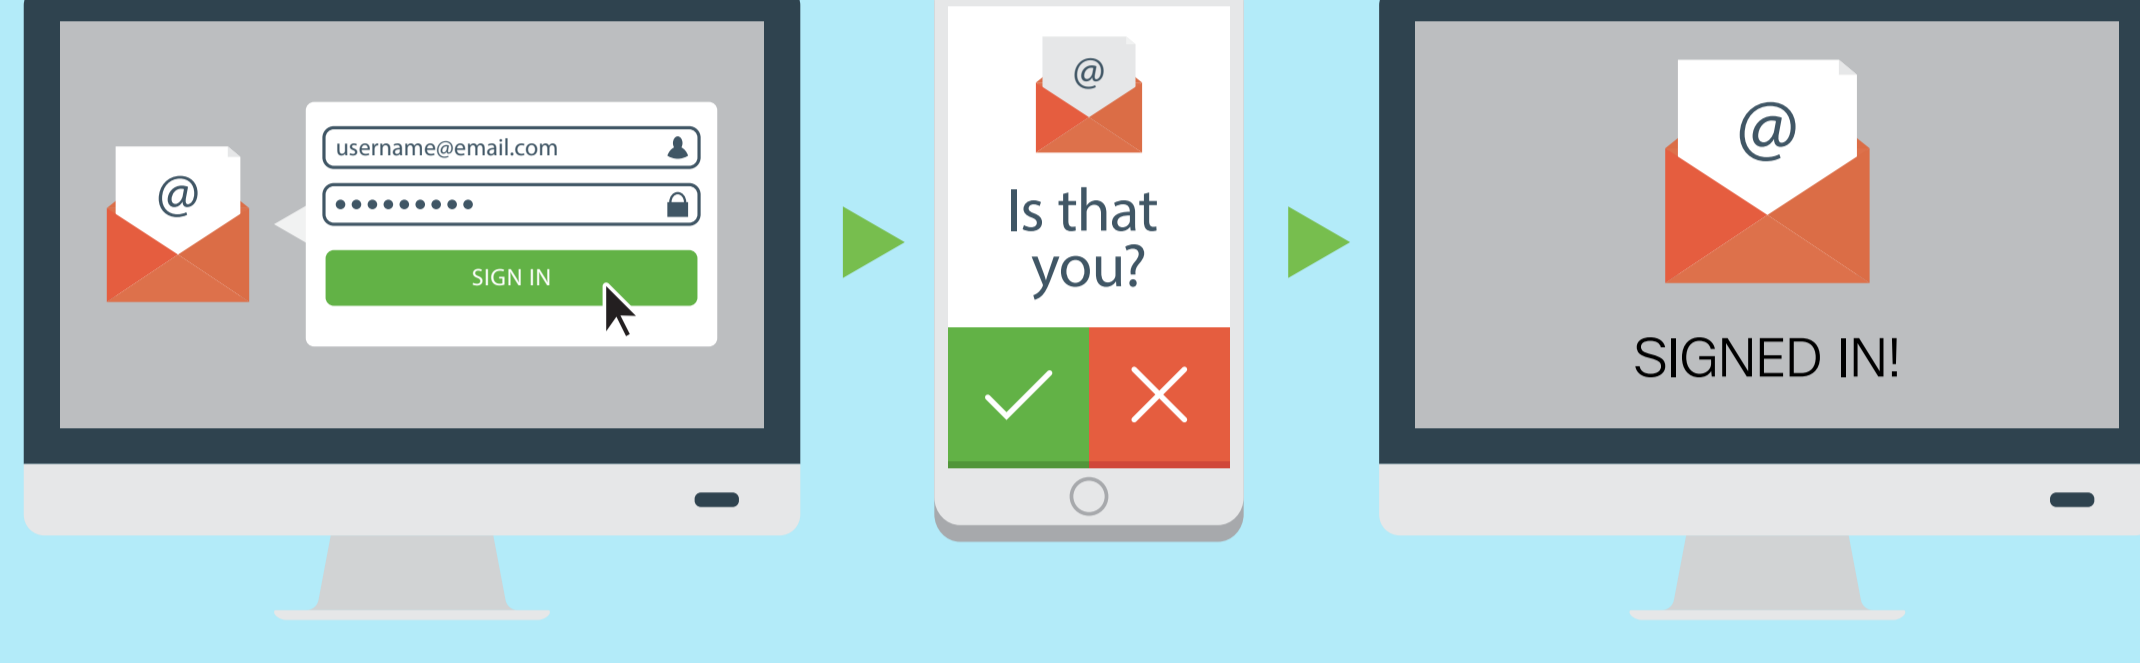 @
username@email.com
•••••••••
SIGN IN
@
Is that
you?
@
SIGNED IN!